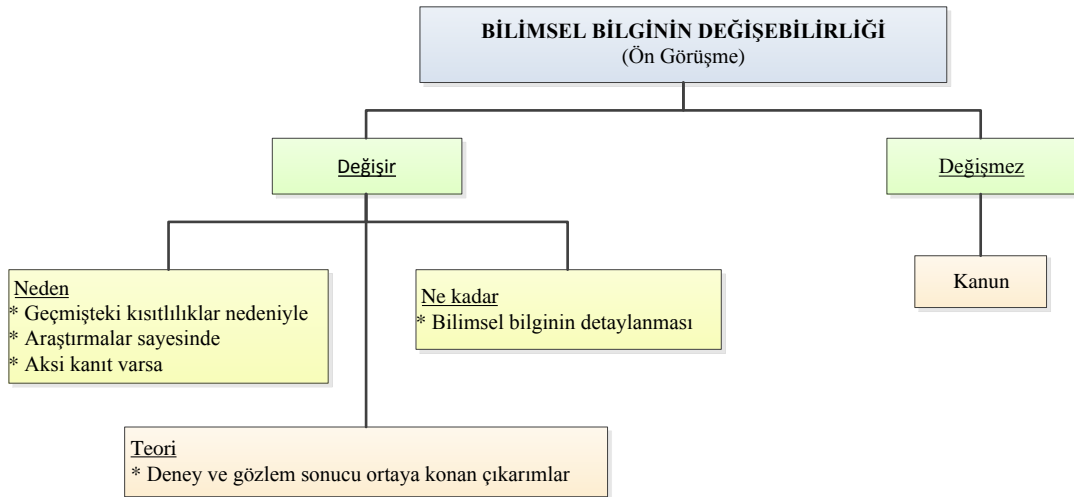 BİLİMSEL BİLGİNİN DEĞİŞEBİLİRLİĞİ
(Ön Görüşme)
Değişir
Değişmez
Neden
* Geçmişteki kısıtlılıklar nedeniyle
* Araştırmalar sayesinde
* Aksi kanıt varsa
Ne kadar
* Bilimsel bilginin detaylanması
Kanun
Teori
* Deney ve gözlem sonucu ortaya konan çıkarımlar